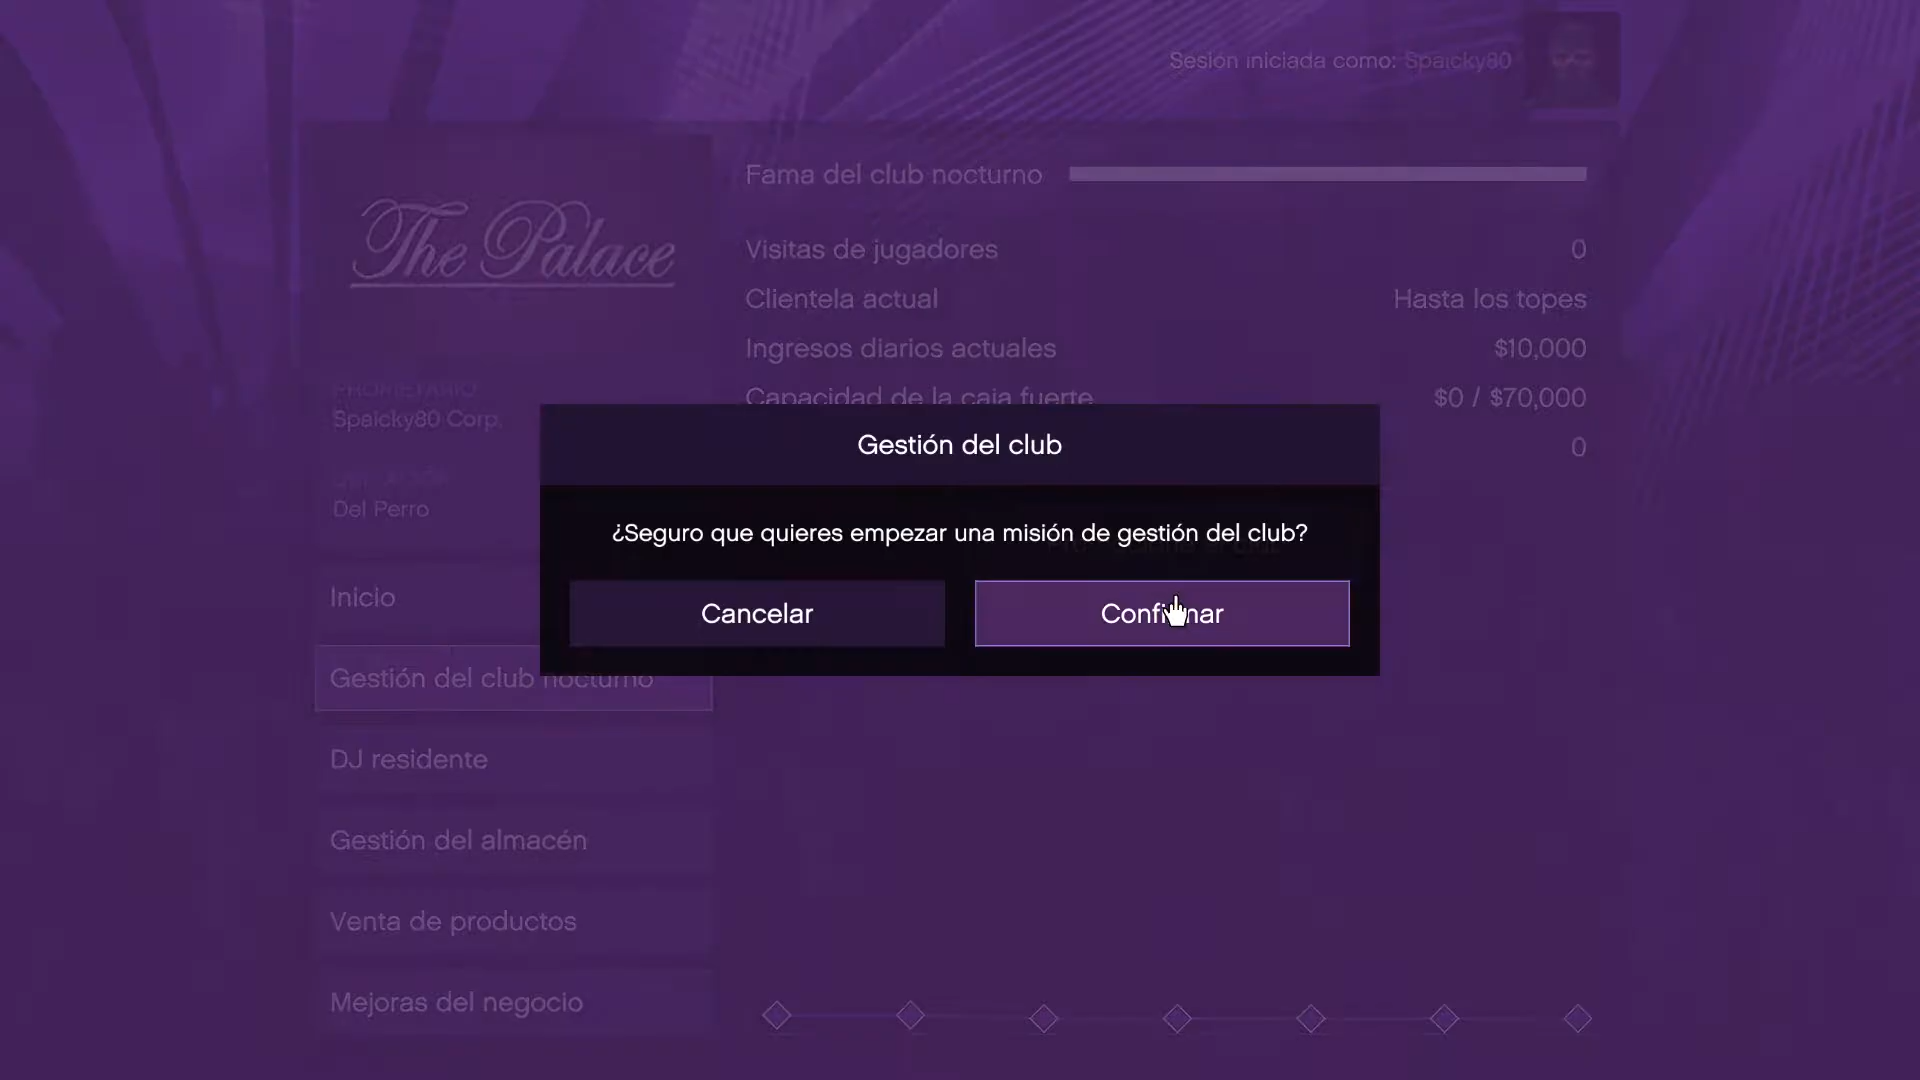 Sesión iniciada como: Spaicky80
The Palace
Fama del club nocturno
Visitas de jugadores 0
Clientela actual Hasta los topes
Ingresos diarios actuales $10,000
Capacidad de la caja fuerte $0 / $70,000
0
PROPIETARIO
Spaicky80 Corp.
Del Perro
Gestión del club
¿Seguro que quieres empezar una misión de gestión del club?
Cancelar
Confirmar
Inicio
Gestión del club nocturno
DJ residente
Gestión del almacén
Venta de productos
Mejoras del negocio